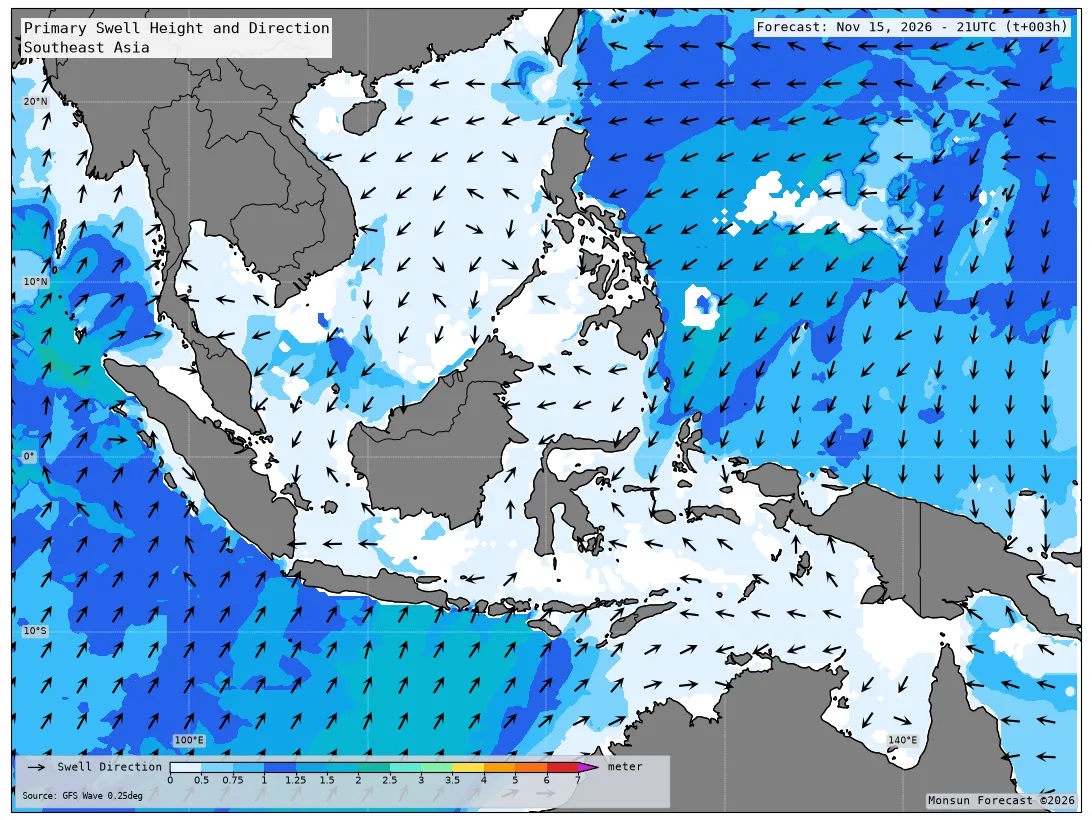 Primary Swell Height and Direction
Southeast Asia
Forecast: Nov 15, 2026 - 21UTC (t+003h)
20°N
10°N
0°
10°S
100°E
140°E
Swell Direction
0 0.5 0.75 1 1.25 1.5 2 2.5 3 3.5 4 5 6 7
meter
Source: GFS Wave 0.25deg
Monsun Forecast ©2026